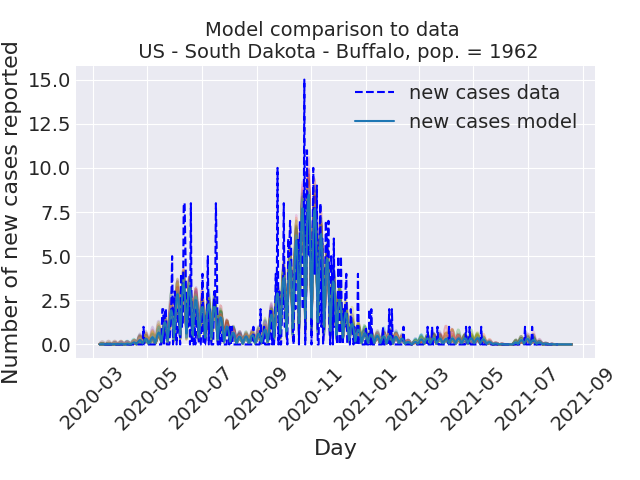 Model comparison to data
US - South Dakota - Buffalo, pop. = 1962
Number of new cases reported
15.0
12.5
10.0
7.5
5.0
2.5
0.0
new cases data
new cases model
2020-03
2020-05
2020-07
2020-09
2020-11
2021-01
2021-03
2021-05
2021-07
2021-09
Day